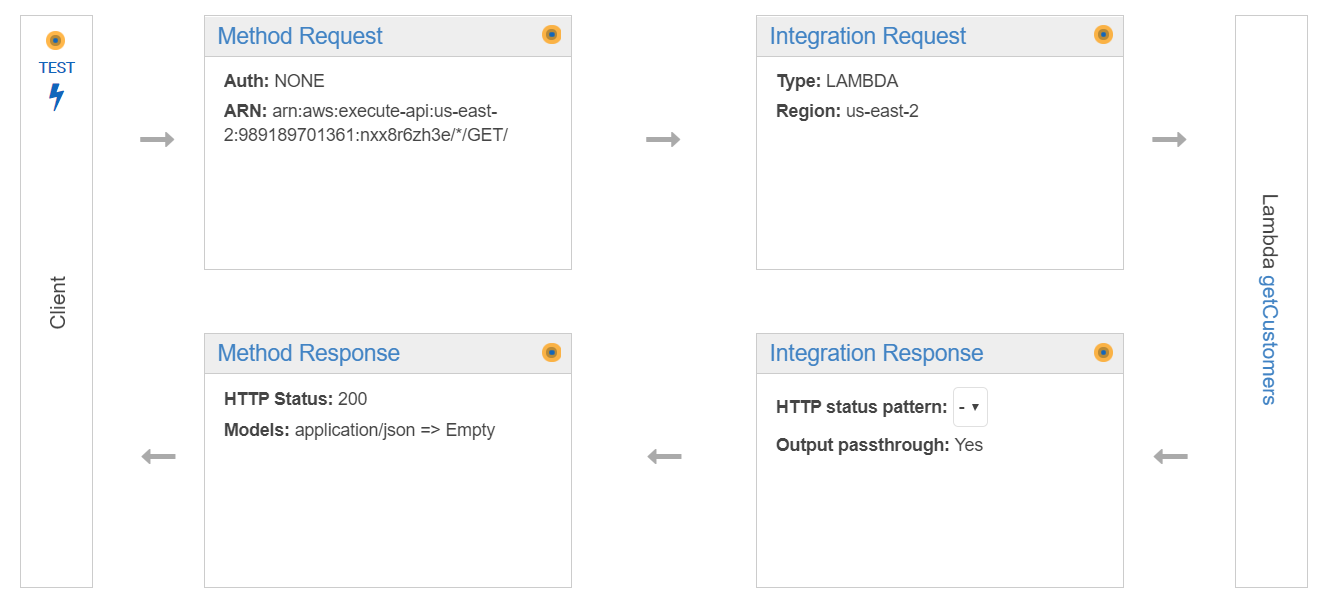 TEST
Client
Method Request
Auth: NONE
ARN: arn:aws:execute-api:us-east-
2:989189701361:nxx8r6zh3e/*/GET/
Integration Request
Type: LAMBDA
Region: us-east-2
Lambda getCustomers
Method Response
HTTP Status: 200
Models: application/json => Empty
Integration Response
HTTP status pattern: -
Output passthrough: Yes